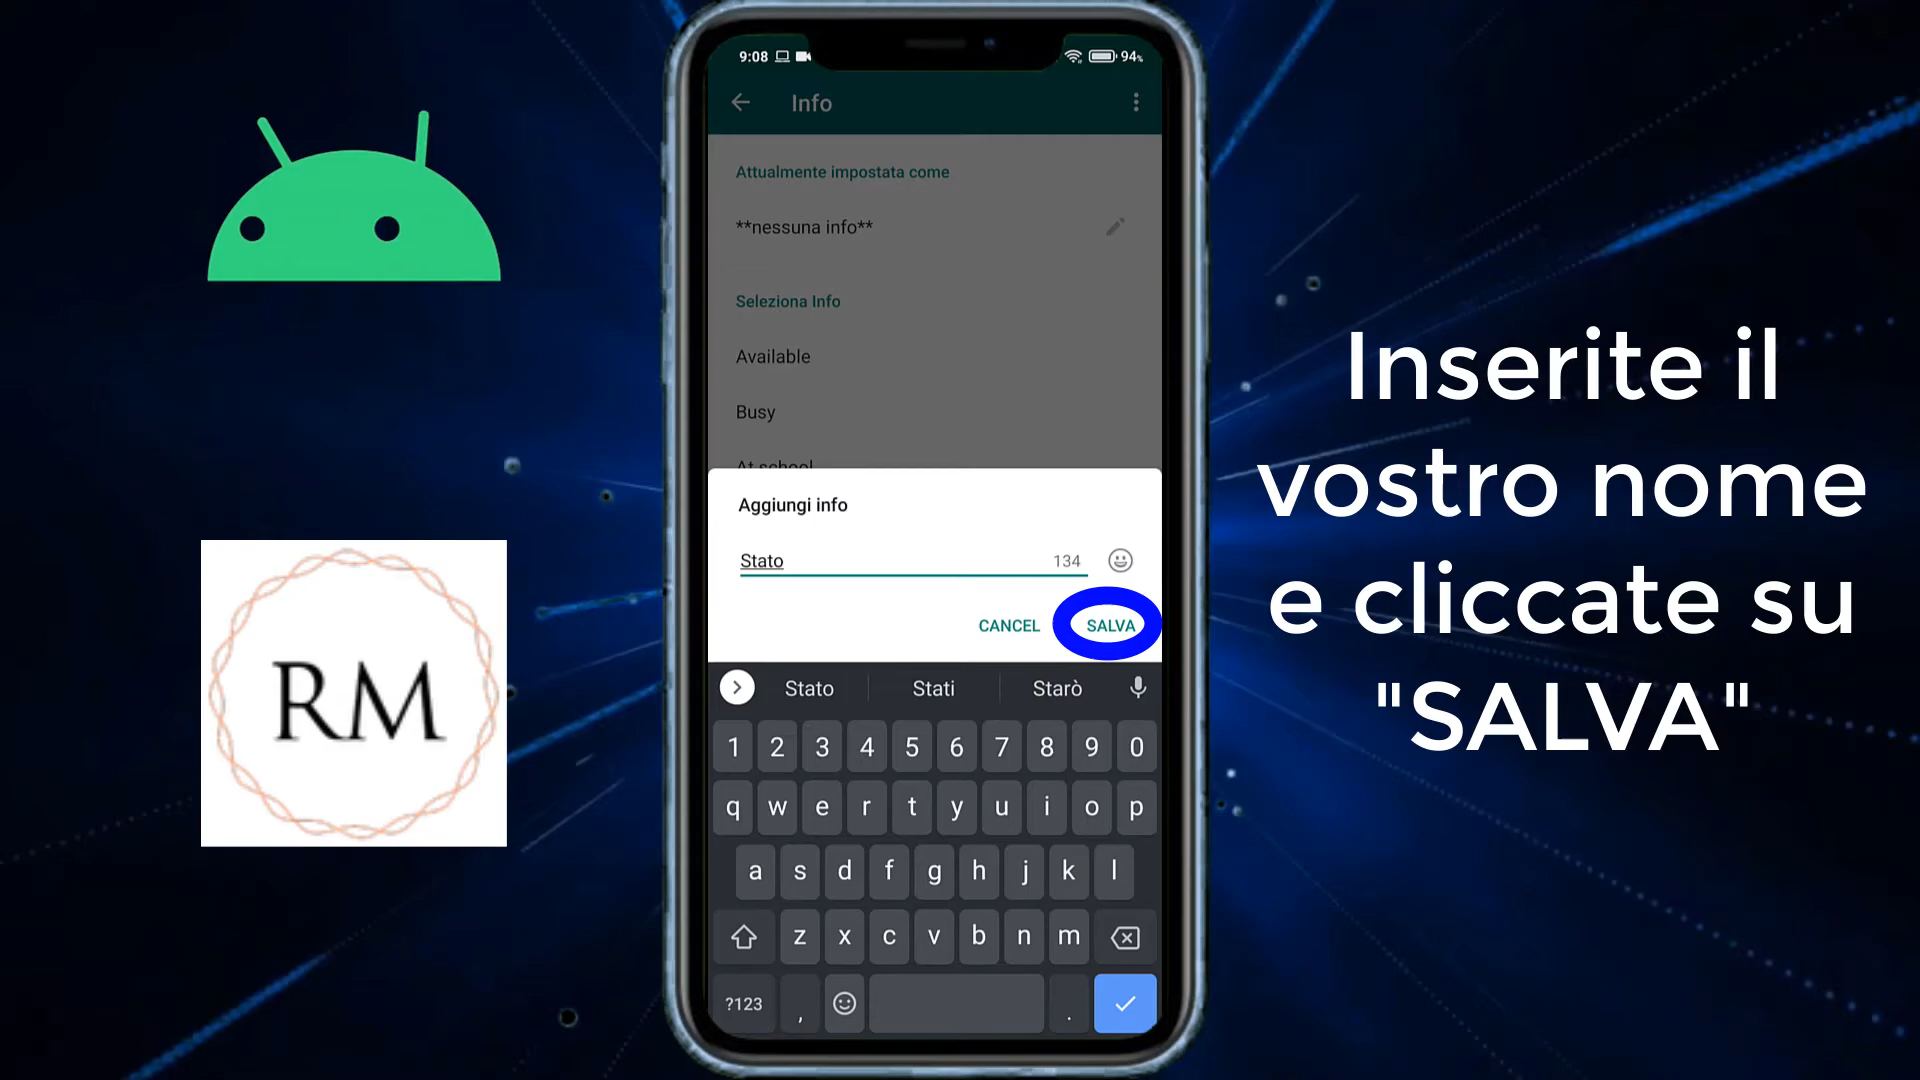 9:08
94%
Info
Attualmente impostata come
**nessuna info**
Seleziona Info
Available
Busy
At school
Aggiungi info
Stato 134
CANCEL SALVA
Stato Stati Starò
1 2 3 4 5 6 7 8 9 0
q w e r t y u i o p
a s d f g h j k l
z x c v b n m
?123 , .
RM
Inserite il
vostro nome
e cliccate su
"SALVA"